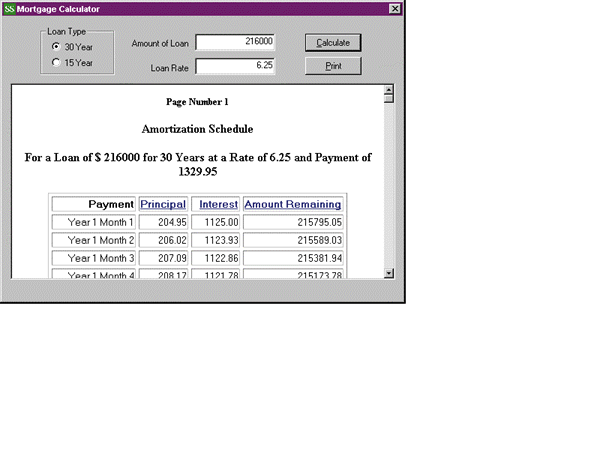 SS Mortgage Calculator
Loan Type
30 Year
15 Year
Amount of Loan 216000
Loan Rate 6.25
Calculate
Print
Page Number 1
Amortization Schedule
For a Loan of $ 216000 for 30 Years at a Rate of 6.25 and Payment of
1329.95
Payment Principal Interest Amount Remaining
Year 1 Month 1 204.95 1125.00 215795.05
Year 1 Month 2 206.02 1123.93 215589.03
Year 1 Month 3 207.09 1122.86 215381.94
Year 1 Month 4 208.17 1121.78 215173.78